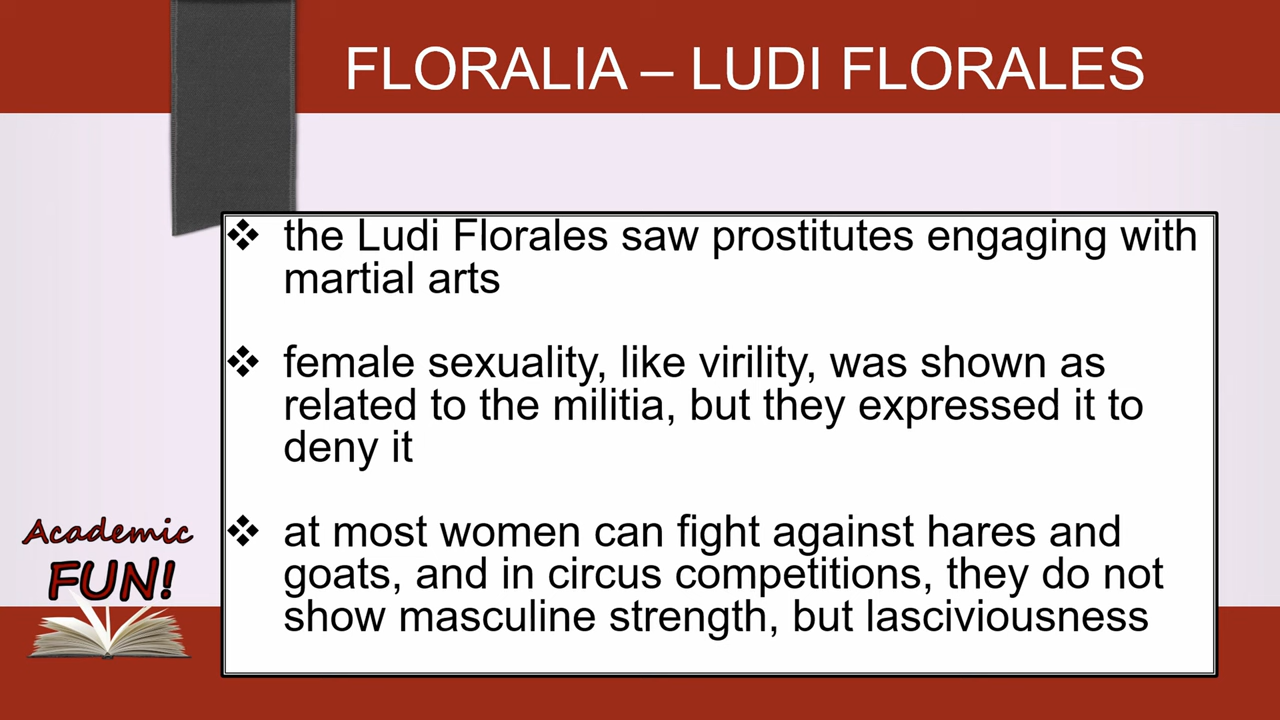 FLORALIA – LUDI FLORALES
❖ the Ludi Florales saw prostitutes engaging with
martial arts
❖ female sexuality, like virility, was shown as
related to the militia, but they expressed it to
deny it
❖ at most women can fight against hares and
goats, and in circus competitions, they do not
show masculine strength, but lasciviousness
Academic
FUN!